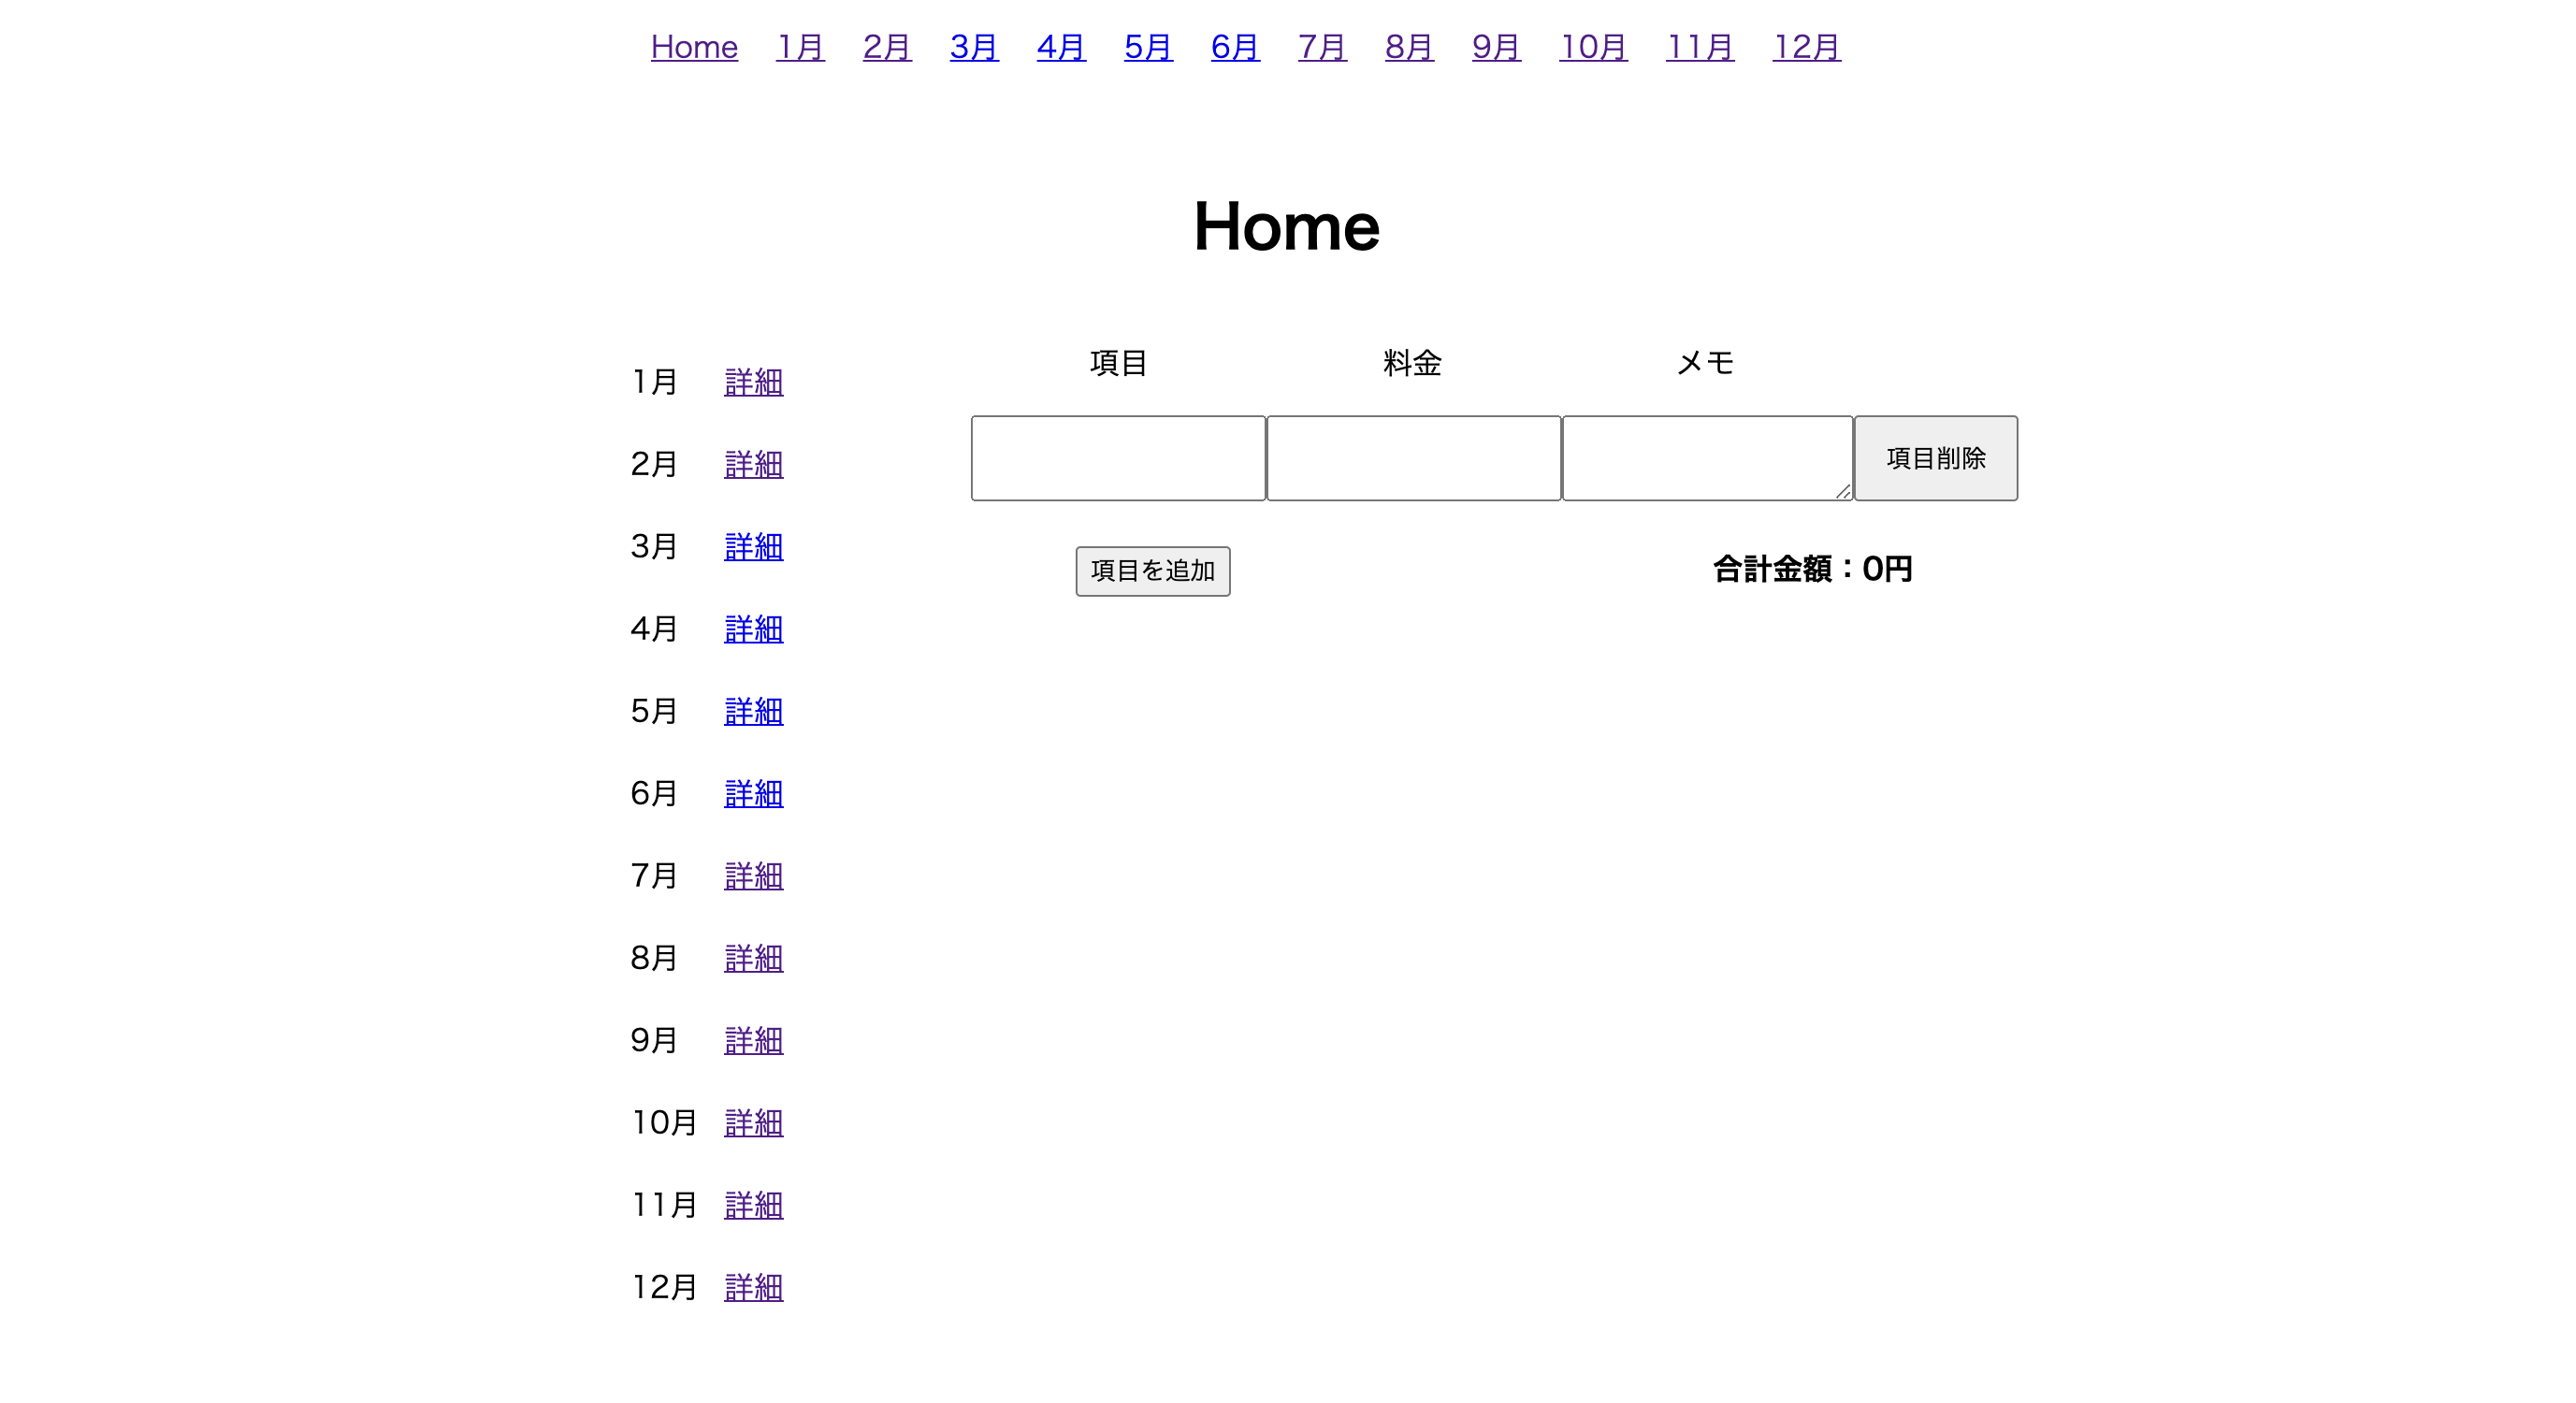 Home 1月 2月 3月 4月 5月 6月 7月 8月 9月 10月 11月 12月
Home
項目 料金 メモ
1月 詳細
項目削除
2月 詳細
3月 詳細
項目を追加 合計金額：0円
4月 詳細
5月 詳細
6月 詳細
7月 詳細
8月 詳細
9月 詳細
10月 詳細
11月 詳細
12月 詳細